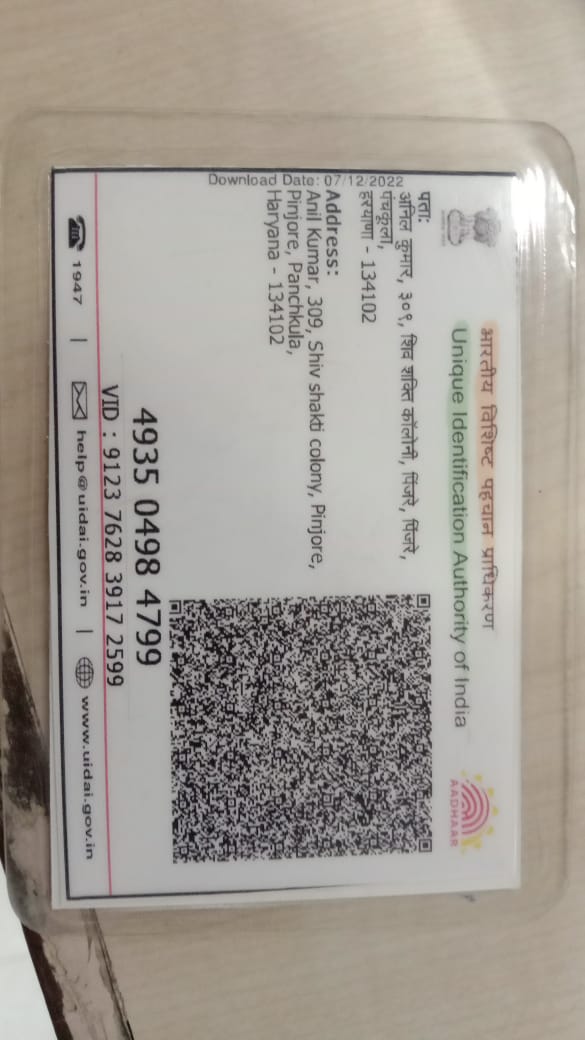 भारतीय विशिष्ट पहचान प्राधिकरण
Unique Identification Authority of India
AADHAAR
पता:
अनिल कुमार, ३०९, शिव शक्ति कॉलोनी, पिंजरे, पिंजरे,
पंचकूला,
हरयाणा - 134102
Address:
Anil Kumar, 309, Shiv shakti colony, Pinjore,
Pinjore, Panchkula,
Haryana - 134102
Download Date: 07/12/2022
4935 0498 4799
VID : 9123 7628 3917 2599
1947 | help@uidai.gov.in | www.uidai.gov.in